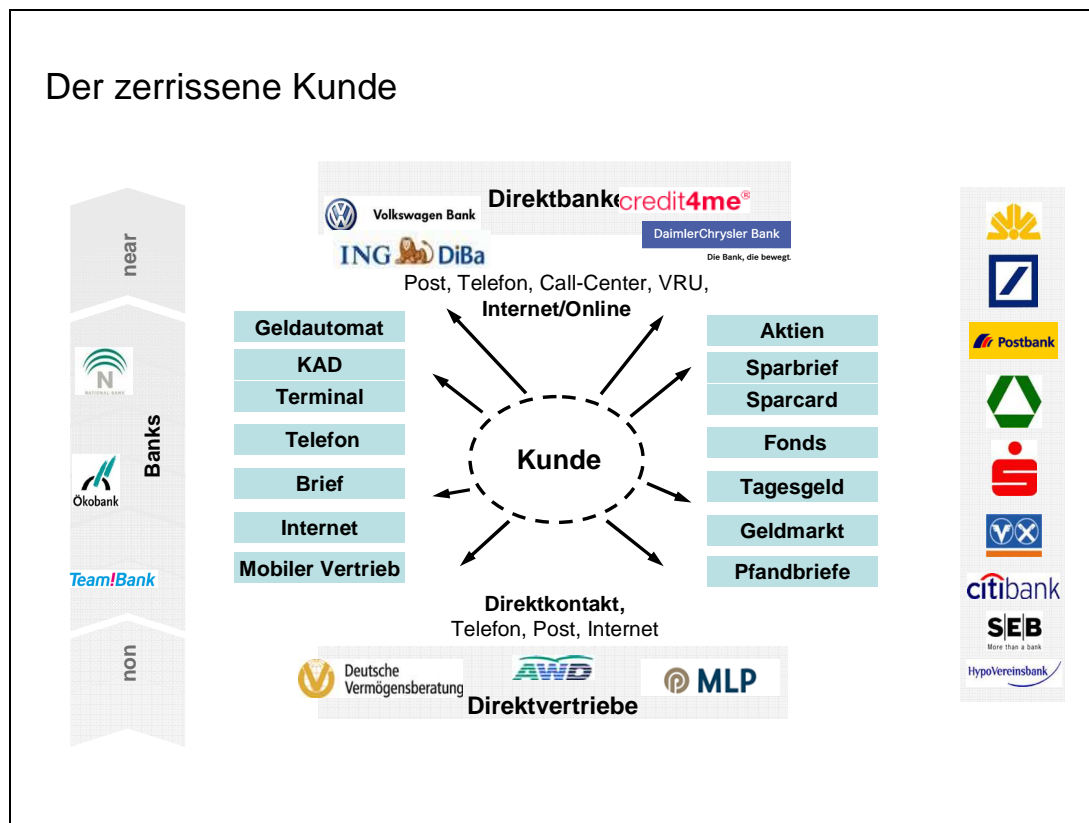 Der zerrissene Kunde
near
Banks
non
N
NATIONAL BANK
Ökobank
Team!Bank
Direktbanke
Volkswagen Bank
credit4me®
ING DiBa
DaimlerChrysler Bank
Die Bank, die bewegt.
Post, Telefon, Call-Center, VRU,
Internet/Online
Geldautomat
KAD
Terminal
Telefon
Brief
Internet
Mobiler Vertrieb
Kunde
Aktien
Sparbrief
Sparcard
Fonds
Tagesgeld
Geldmarkt
Pfandbriefe
Direktkontakt,
Telefon, Post, Internet
Deutsche
Vermögensberatung
AWD
MLP
Direktvertriebe
Postbank
citibank
S|E|B
More than a bank
HypoVereinsbank